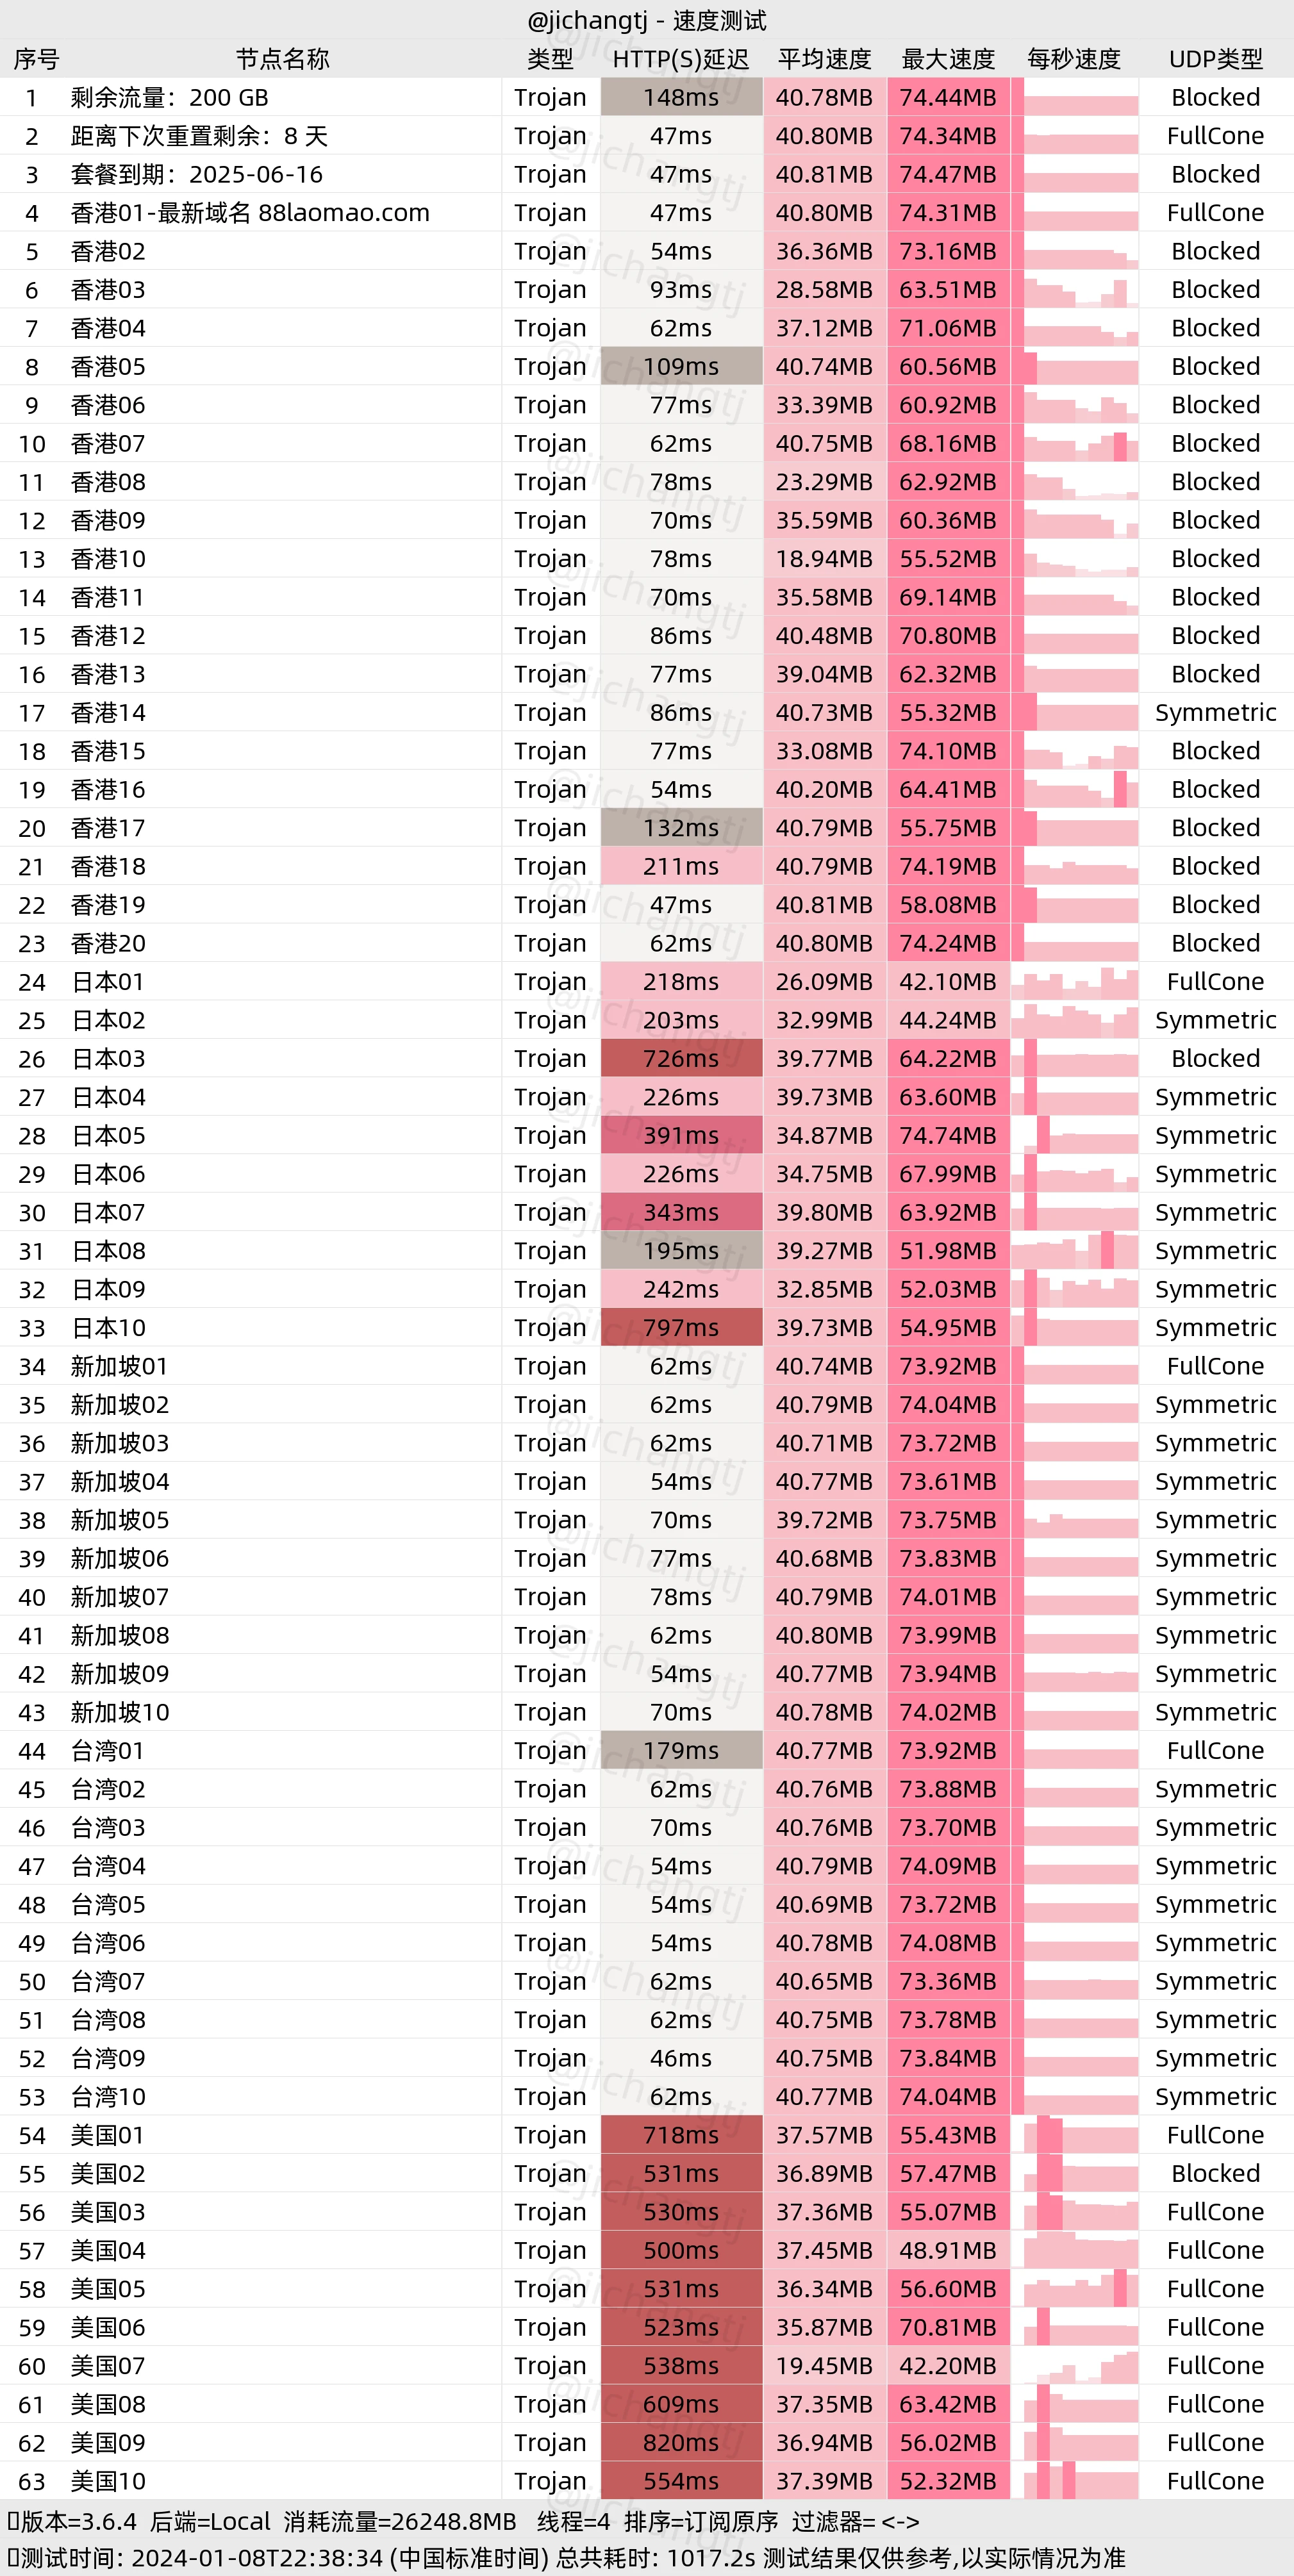 @jichangtj - 速度测试
序号 节点名称 类型 HTTP(S)延迟 平均速度 最大速度 每秒速度 UDP类型
1 剩余流量：200 GB Trojan 148ms 40.78MB 74.44MB Blocked
2 距离下次重置剩余：8 天 Trojan 47ms 40.80MB 74.34MB FullCone
3 套餐到期：2025-06-16 Trojan 47ms 40.81MB 74.47MB Blocked
4 香港01-最新域名 88laomao.com Trojan 47ms 40.80MB 74.31MB FullCone
5 香港02 Trojan 54ms 36.36MB 73.16MB Blocked
6 香港03 Trojan 93ms 28.58MB 63.51MB Blocked
7 香港04 Trojan 62ms 37.12MB 71.06MB Blocked
8 香港05 Trojan 109ms 40.74MB 60.56MB Blocked
9 香港06 Trojan 77ms 33.39MB 60.92MB Blocked
10 香港07 Trojan 62ms 40.75MB 68.16MB Blocked
11 香港08 Trojan 78ms 23.29MB 62.92MB Blocked
12 香港09 Trojan 70ms 35.59MB 60.36MB Blocked
13 香港10 Trojan 78ms 18.94MB 55.52MB Blocked
14 香港11 Trojan 70ms 35.58MB 69.14MB Blocked
15 香港12 Trojan 86ms 40.48MB 70.80MB Blocked
16 香港13 Trojan 77ms 39.04MB 62.32MB Blocked
17 香港14 Trojan 86ms 40.73MB 55.32MB Symmetric
18 香港15 Trojan 77ms 33.08MB 74.10MB Blocked
19 香港16 Trojan 54ms 40.20MB 64.41MB Blocked
20 香港17 Trojan 132ms 40.79MB 55.75MB Blocked
21 香港18 Trojan 211ms 40.79MB 74.19MB Blocked
22 香港19 Trojan 47ms 40.81MB 58.08MB Blocked
23 香港20 Trojan 62ms 40.80MB 74.24MB Blocked
24 日本01 Trojan 218ms 26.09MB 42.10MB FullCone
25 日本02 Trojan 203ms 32.99MB 44.24MB Symmetric
26 日本03 Trojan 726ms 39.77MB 64.22MB Blocked
27 日本04 Trojan 226ms 39.73MB 63.60MB Symmetric
28 日本05 Trojan 391ms 34.87MB 74.74MB Symmetric
29 日本06 Trojan 226ms 34.75MB 67.99MB Symmetric
30 日本07 Trojan 343ms 39.80MB 63.92MB Symmetric
31 日本08 Trojan 195ms 39.27MB 51.98MB Symmetric
32 日本09 Trojan 242ms 32.85MB 52.03MB Symmetric
33 日本10 Trojan 797ms 39.73MB 54.95MB Symmetric
34 新加坡01 Trojan 62ms 40.74MB 73.92MB FullCone
35 新加坡02 Trojan 62ms 40.79MB 74.04MB Symmetric
36 新加坡03 Trojan 62ms 40.71MB 73.72MB Symmetric
37 新加坡04 Trojan 54ms 40.77MB 73.61MB Symmetric
38 新加坡05 Trojan 70ms 39.72MB 73.75MB Symmetric
39 新加坡06 Trojan 77ms 40.68MB 73.83MB Symmetric
40 新加坡07 Trojan 78ms 40.79MB 74.01MB Symmetric
41 新加坡08 Trojan 62ms 40.80MB 73.99MB Symmetric
42 新加坡09 Trojan 54ms 40.77MB 73.94MB Symmetric
43 新加坡10 Trojan 70ms 40.78MB 74.02MB Symmetric
44 台湾01 Trojan 179ms 40.77MB 73.92MB FullCone
45 台湾02 Trojan 62ms 40.76MB 73.88MB Symmetric
46 台湾03 Trojan 70ms 40.76MB 73.70MB Symmetric
47 台湾04 Trojan 54ms 40.79MB 74.09MB Symmetric
48 台湾05 Trojan 54ms 40.69MB 73.72MB Symmetric
49 台湾06 Trojan 54ms 40.78MB 74.08MB Symmetric
50 台湾07 Trojan 62ms 40.65MB 73.36MB Symmetric
51 台湾08 Trojan 62ms 40.75MB 73.78MB Symmetric
52 台湾09 Trojan 46ms 40.75MB 73.84MB Symmetric
53 台湾10 Trojan 62ms 40.77MB 74.04MB Symmetric
54 美国01 Trojan 718ms 37.57MB 55.43MB FullCone
55 美国02 Trojan 531ms 36.89MB 57.47MB Blocked
56 美国03 Trojan 530ms 37.36MB 55.07MB FullCone
57 美国04 Trojan 500ms 37.45MB 48.91MB FullCone
58 美国05 Trojan 531ms 36.34MB 56.60MB FullCone
59 美国06 Trojan 523ms 35.87MB 70.81MB FullCone
60 美国07 Trojan 538ms 19.45MB 42.20MB FullCone
61 美国08 Trojan 609ms 37.35MB 63.42MB FullCone
62 美国09 Trojan 820ms 36.94MB 56.02MB FullCone
63 美国10 Trojan 554ms 37.39MB 52.32MB FullCone
版本=3.6.4 后端=Local 消耗流量=26248.8MB 线程=4 排序=订阅原序 过滤器= <->
测试时间: 2024-01-08T22:38:34 (中国标准时间) 总共耗时: 1017.2s 测试结果仅供参考,以实际情况为准